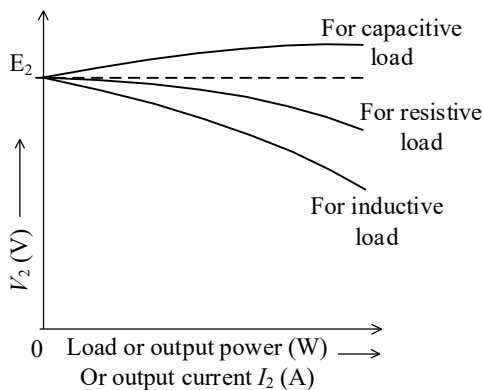 For capacitive
load
E₂
For resistive
load
For inductive
load
V₂ (V)
0 Load or output power (W)
Or output current I₂ (A)